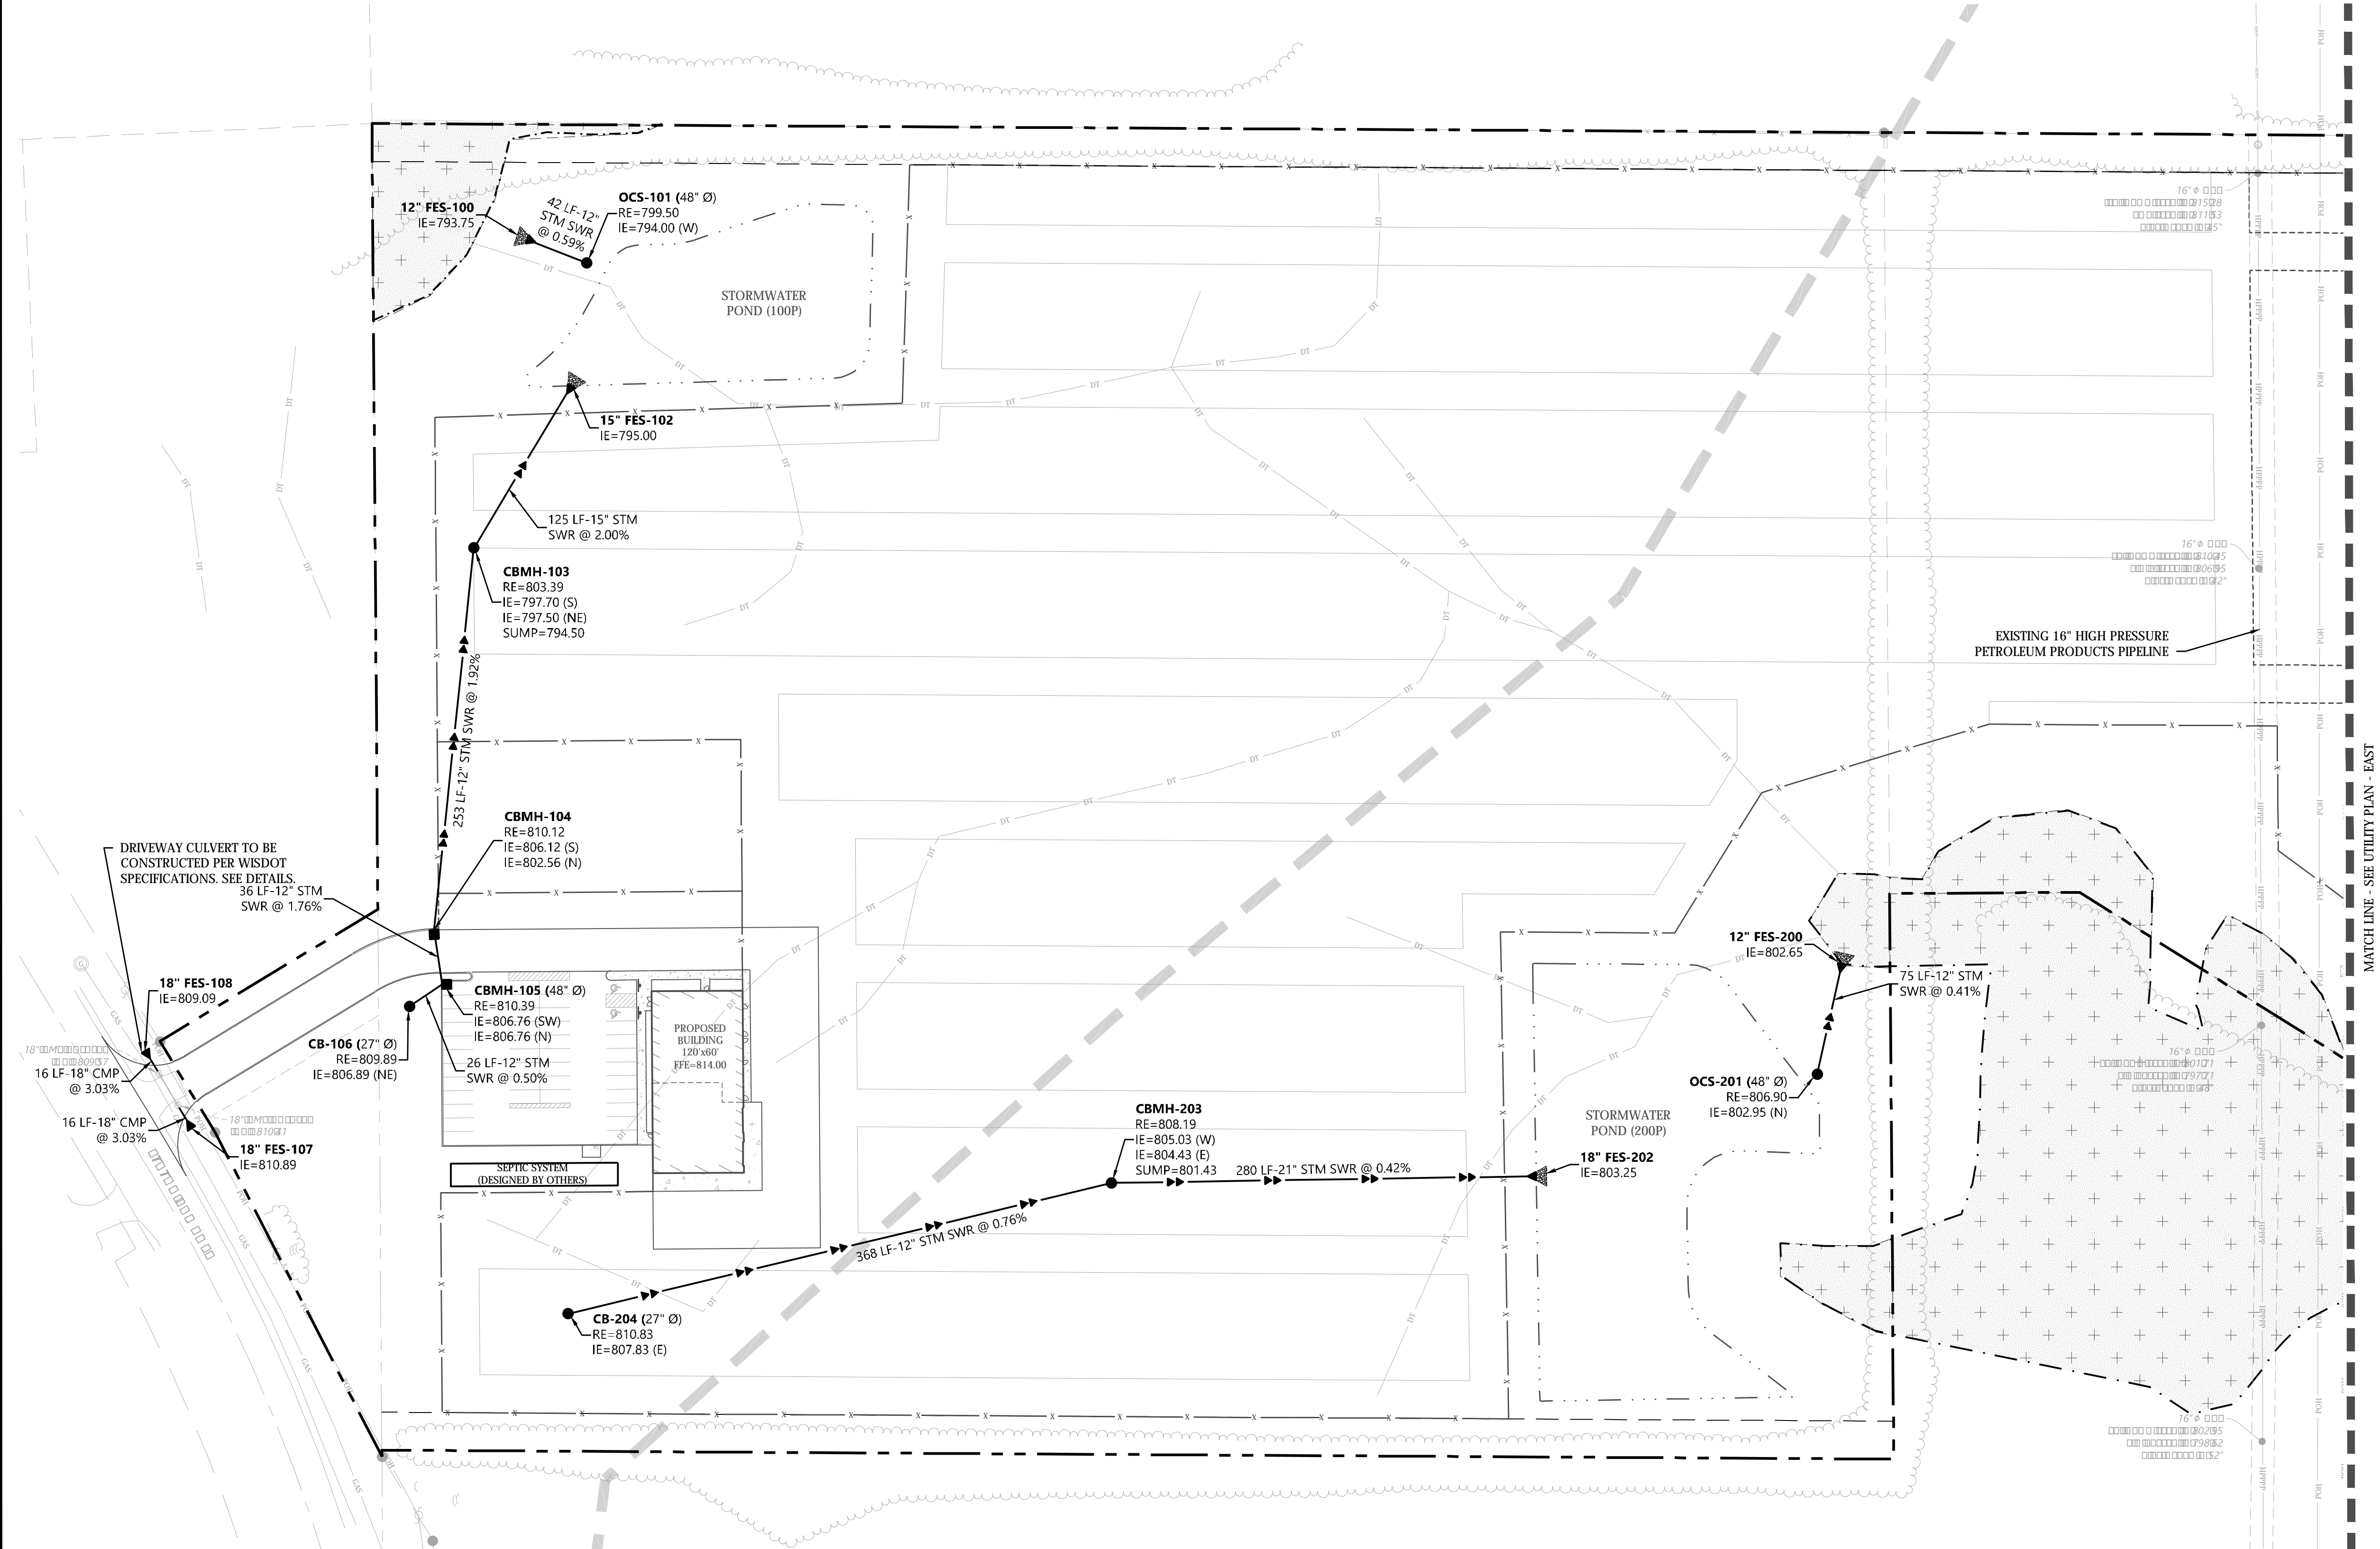 12" FES-100
IE=793.75
42 LF-12"
STM SWR
@ 0.59%
OCS-101 (48" Ø)
RE=799.50
IE=794.00 (W)
STORMWATER
POND (100P)
15" FES-102
IE=795.00
125 LF-15" STM
SWR @ 2.00%
CBMH-103
RE=803.39
IE=797.70 (S)
IE=797.50 (NE)
SUMP=794.50
253 LF-12" STM SWR @ 1.92%
EXISTING 16" HIGH PRESSURE
PETROLEUM PRODUCTS PIPELINE
MATCH LINE - SEE UTILITY PLAN - EAST
CBMH-104
RE=810.12
IE=806.12 (S)
IE=802.56 (N)
DRIVEWAY CULVERT TO BE
CONSTRUCTED PER WISDOT
SPECIFICATIONS. SEE DETAILS.
36 LF-12" STM
SWR @ 1.76%
18" FES-108
IE=809.09
CBMH-105 (48" Ø)
RE=810.39
IE=806.76 (SW)
IE=806.76 (N)
CB-106 (27" Ø)
RE=809.89
IE=806.89 (NE)
26 LF-12" STM
SWR @ 0.50%
16 LF-18" CMP
@ 3.03%
16 LF-18" CMP
@ 3.03%
18" FES-107
IE=810.89
PROPOSED
BUILDING
120'x60'
FFE=814.00
SEPTIC SYSTEM
(DESIGNED BY OTHERS)
12" FES-200
IE=802.65
75 LF-12" STM
SWR @ 0.41%
OCS-201 (48" Ø)
RE=806.90
IE=802.95 (N)
STORMWATER
POND (200P)
CBMH-203
RE=808.19
IE=805.03 (W)
IE=804.43 (E)
SUMP=801.43
280 LF-21" STM SWR @ 0.42%
18" FES-202
IE=803.25
368 LF-12" STM SWR @ 0.76%
CB-204 (27" Ø)
RE=810.83
IE=807.83 (E)
DT
GAS
POH
HPPP
X
G